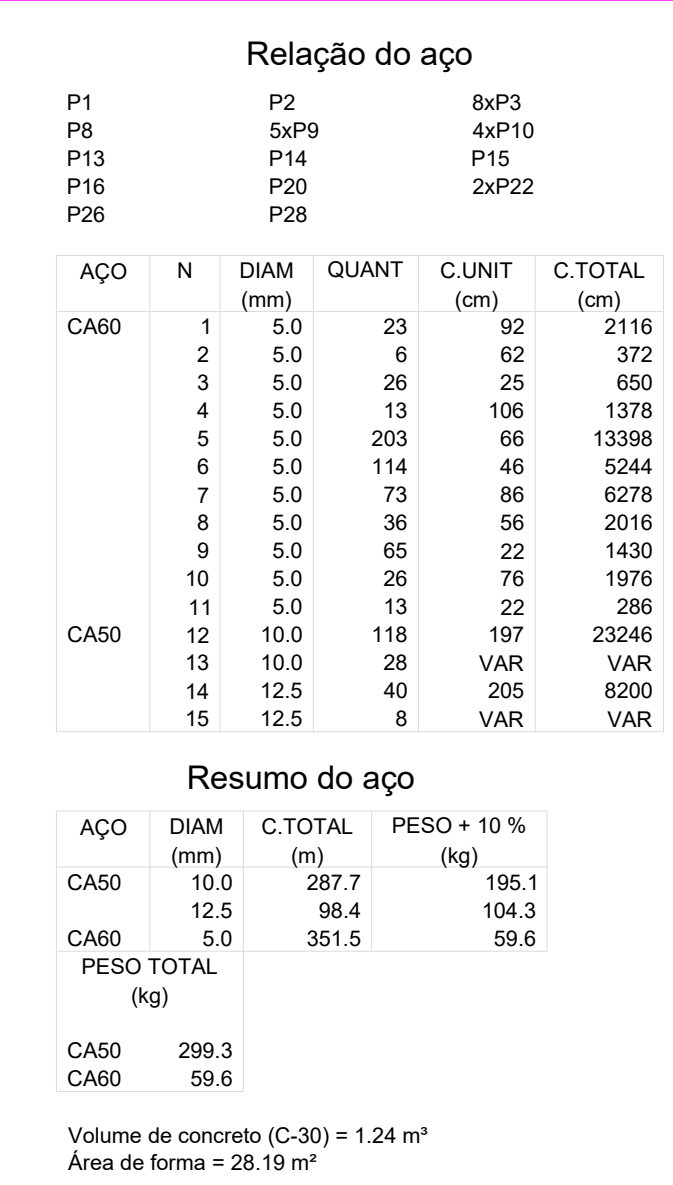 Relação do aço
P1 P2 8xP3
P8 5xP9 4xP10
P13 P14 P15
P16 P20 2xP22
P26 P28
AÇO N DIAM QUANT C.UNIT C.TOTAL
(mm) (cm) (cm)
CA60 1 5.0 23 92 2116
2 5.0 6 62 372
3 5.0 26 25 650
4 5.0 13 106 1378
5 5.0 203 66 13398
6 5.0 114 46 5244
7 5.0 73 86 6278
8 5.0 36 56 2016
9 5.0 65 22 1430
10 5.0 26 76 1976
11 5.0 13 22 286
CA50 12 10.0 118 197 23246
13 10.0 28 VAR VAR
14 12.5 40 205 8200
15 12.5 8 VAR VAR
Resumo do aço
AÇO DIAM C.TOTAL PESO + 10 %
(mm) (m) (kg)
CA50 10.0 287.7 195.1
12.5 98.4 104.3
CA60 5.0 351.5 59.6
PESO TOTAL
(kg)
CA50 299.3
CA60 59.6
Volume de concreto (C-30) = 1.24 m³
Área de forma = 28.19 m²